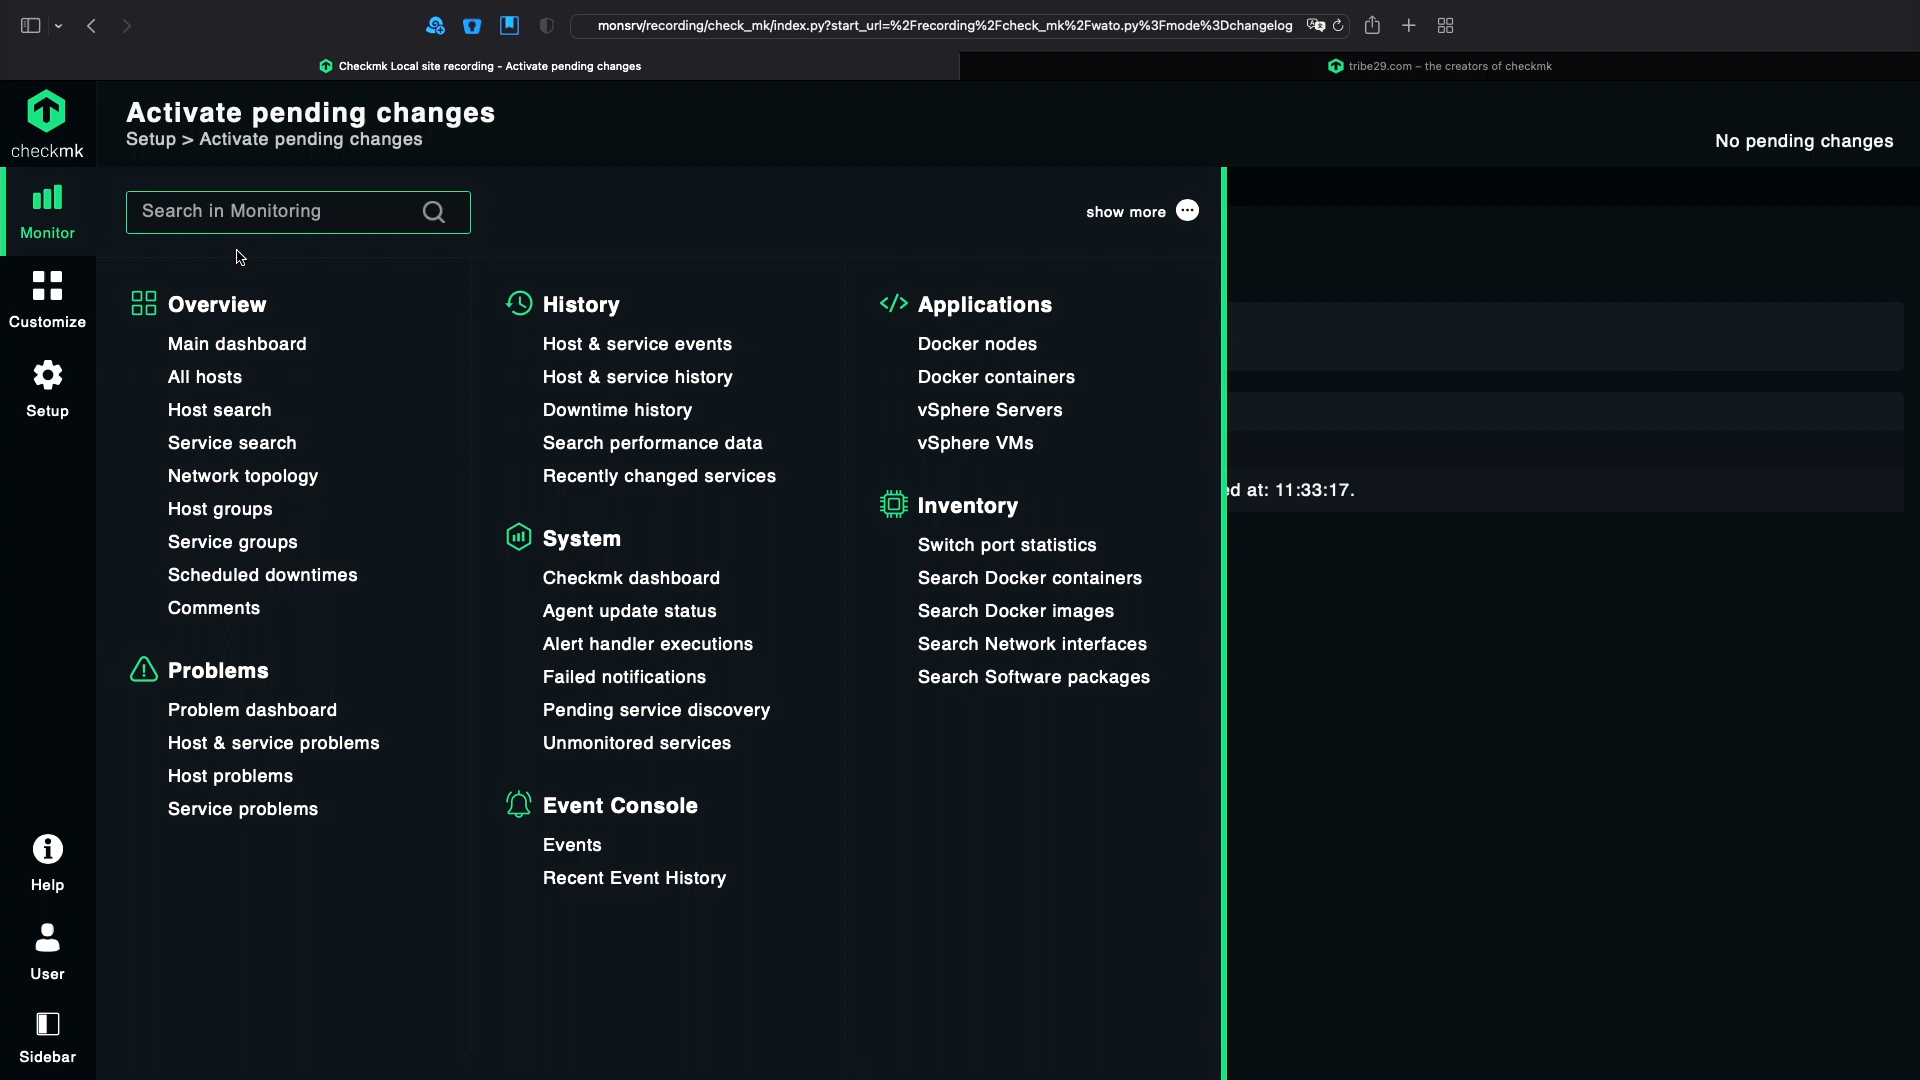 monsrv/recording/check_mk/index.py?start_url=%2Frecording%2Fcheck_mk%2Fwato.py%3Fmode%3Dchangelog
Checkmk Local site recording - Activate pending changes
tribe29.com – the creators of checkmk
checkmk
Activate pending changes
Setup > Activate pending changes
No pending changes
Monitor
Customize
Setup
Help
User
Sidebar
Search in Monitoring
show more
Overview
Main dashboard
All hosts
Host search
Service search
Network topology
Host groups
Service groups
Scheduled downtimes
Comments
Problems
Problem dashboard
Host & service problems
Host problems
Service problems
History
Host & service events
Host & service history
Downtime history
Search performance data
Recently changed services
System
Checkmk dashboard
Agent update status
Alert handler executions
Failed notifications
Pending service discovery
Unmonitored services
Event Console
Events
Recent Event History
Applications
Docker nodes
Docker containers
vSphere Servers
vSphere VMs
Inventory
Switch port statistics
Search Docker containers
Search Docker images
Search Network interfaces
Search Software packages
ed at: 11:33:17.